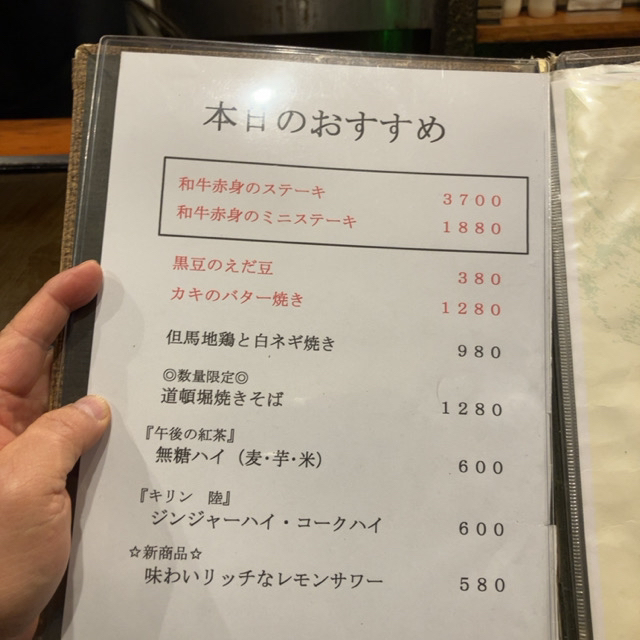 本日のおすすめ
和牛赤身のステーキ ３７００
和牛赤身のミニステーキ １８８０
黒豆のえだ豆 ３８０
カキのバター焼き １２８０
但馬地鶏と白ネギ焼き ９８０
◎数量限定◎
道頓堀焼きそば １２８０
『午後の紅茶』
無糖ハイ（麦・芋・米） ６００
『キリン　陸』
ジンジャーハイ・コークハイ ６００
☆新商品☆
味わいリッチなレモンサワー ５８０